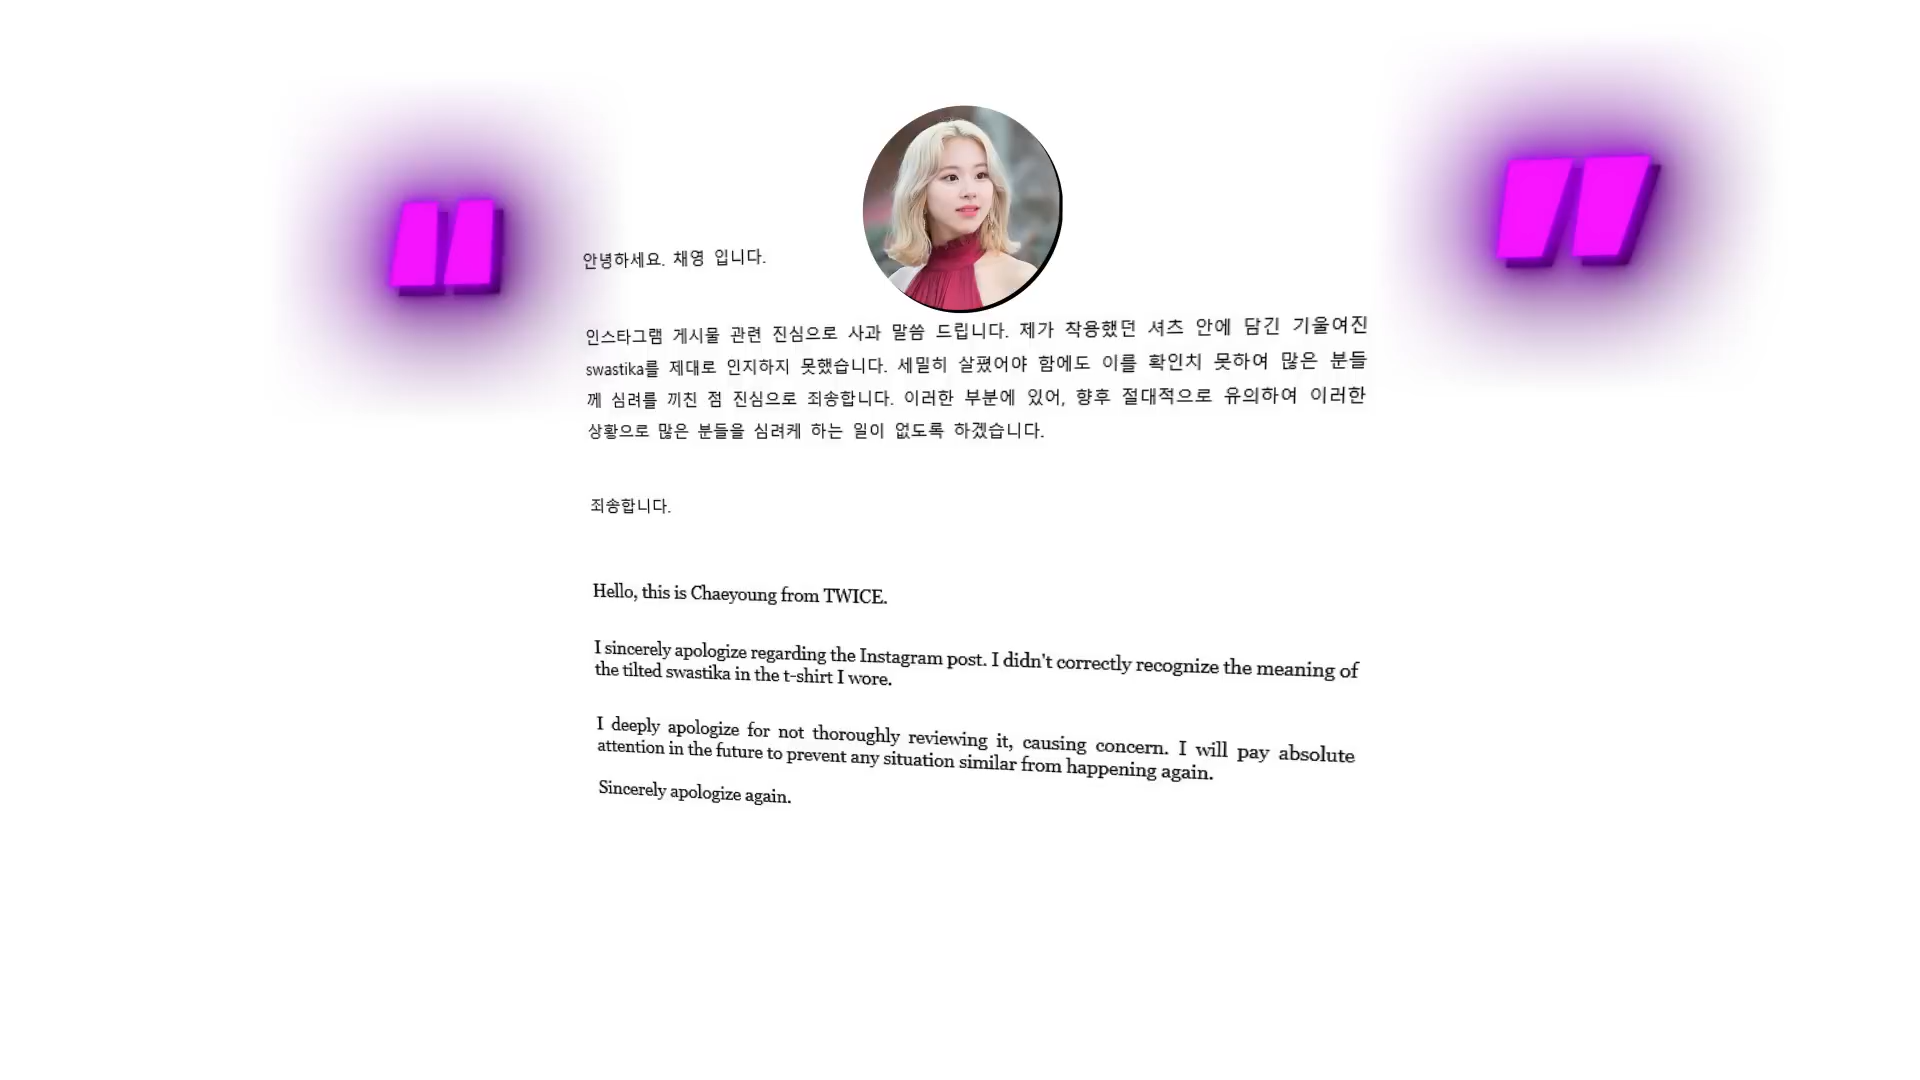 안녕하세요. 채영 입니다.
인스타그램 게시물 관련 진심으로 사과 말씀 드립니다. 제가 착용했던 셔츠 안에 담긴 기울여진
swastika를 제대로 인지하지 못했습니다. 세밀히 살폈어야 함에도 이를 확인치 못하여 많은 분들
께 심려를 끼친 점 진심으로 죄송합니다. 이러한 부분에 있어, 향후 절대적으로 유의하여 이러한
상황으로 많은 분들을 심려케 하는 일이 없도록 하겠습니다.
죄송합니다.
Hello, this is Chaeyoung from TWICE.
I sincerely apologize regarding the Instagram post. I didn't correctly recognize the meaning of
the tilted swastika in the t-shirt I wore.
I deeply apologize for not thoroughly reviewing it, causing concern. I will pay absolute
attention in the future to prevent any situation similar from happening again.
Sincerely apologize again.